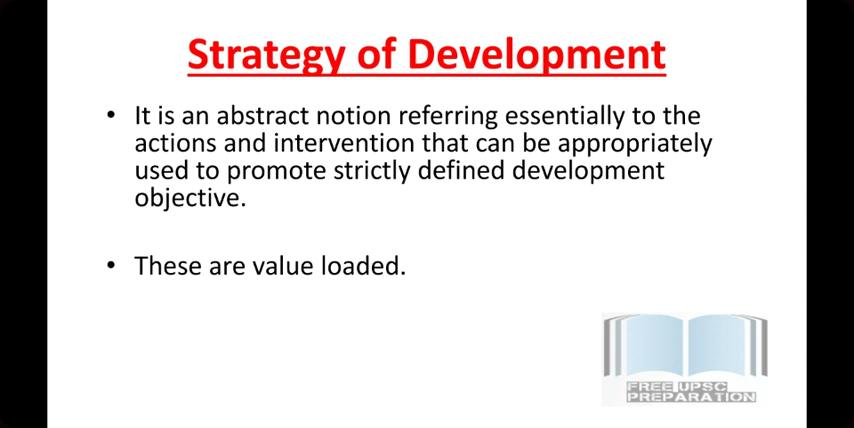 Strategy of Development
• It is an abstract notion referring essentially to the
actions and intervention that can be appropriately
used to promote strictly defined development
objective.
• These are value loaded.
FREE UPSC
PREPARATION